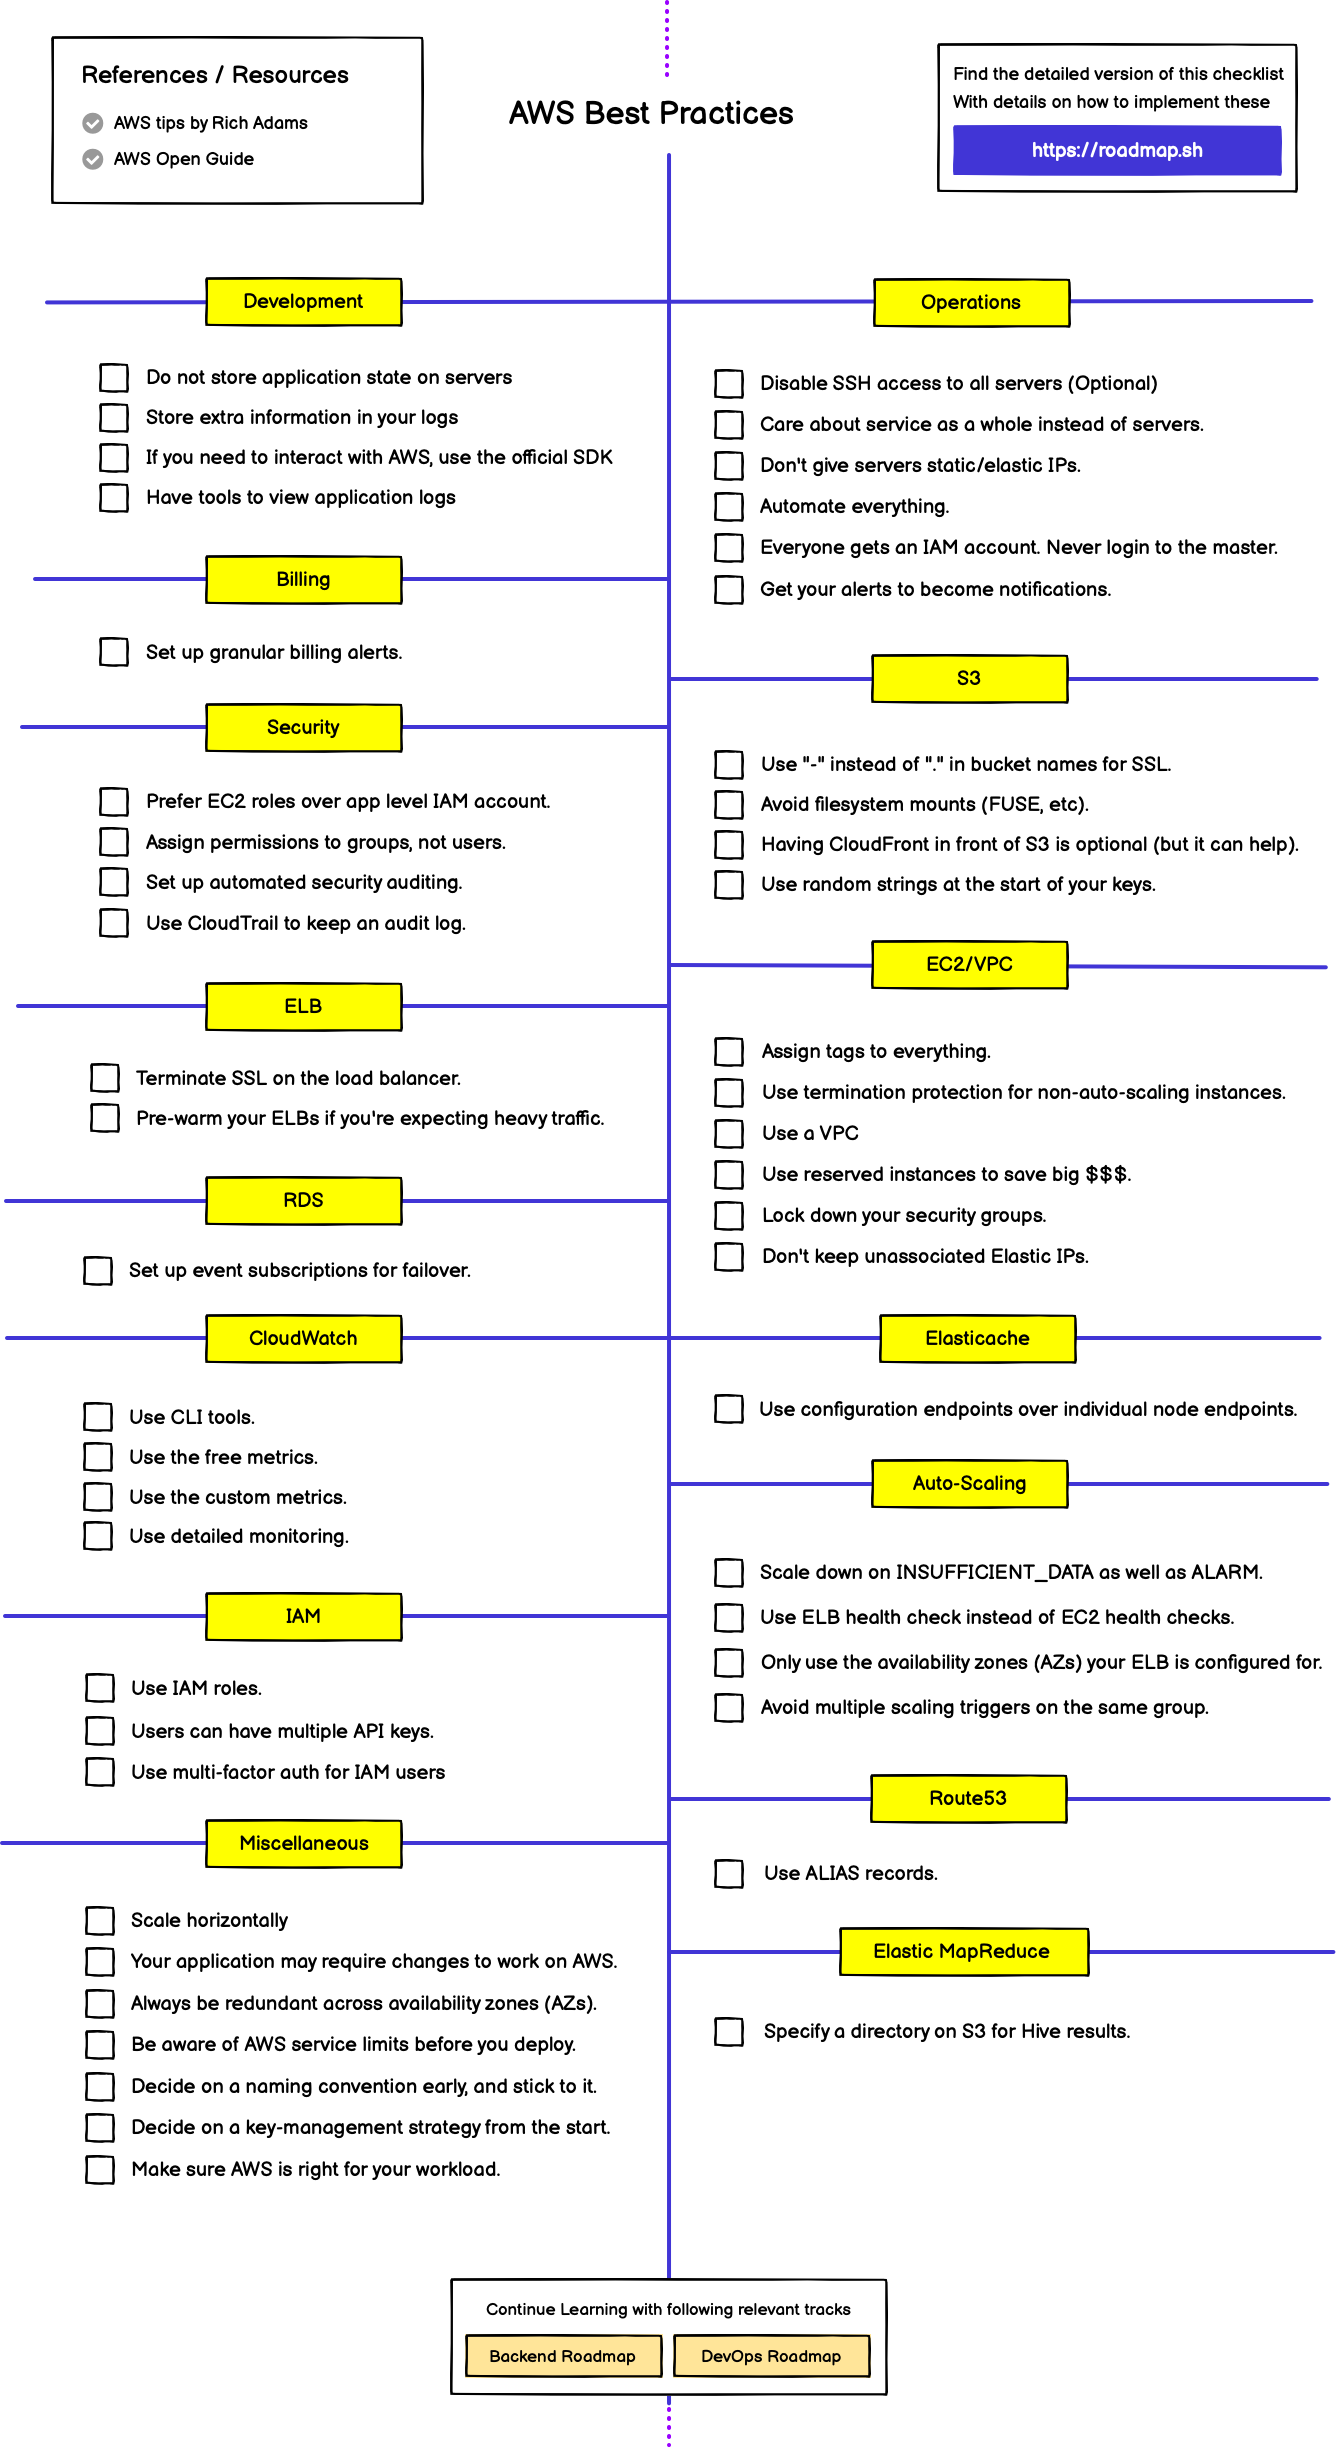 References / Resources
AWS tips by Rich Adams
AWS Open Guide
AWS Best Practices
Find the detailed version of this checklist
With details on how to implement these
https://roadmap.sh
Development
Do not store application state on servers
Store extra information in your logs
If you need to interact with AWS, use the official SDK
Have tools to view application logs
Billing
Set up granular billing alerts.
Security
Prefer EC2 roles over app level IAM account.
Assign permissions to groups, not users.
Set up automated security auditing.
Use CloudTrail to keep an audit log.
ELB
Terminate SSL on the load balancer.
Pre-warm your ELBs if you're expecting heavy traffic.
RDS
Set up event subscriptions for failover.
CloudWatch
Use CLI tools.
Use the free metrics.
Use the custom metrics.
Use detailed monitoring.
IAM
Use IAM roles.
Users can have multiple API keys.
Use multi-factor auth for IAM users
Miscellaneous
Scale horizontally
Your application may require changes to work on AWS.
Always be redundant across availability zones (AZs).
Be aware of AWS service limits before you deploy.
Decide on a naming convention early, and stick to it.
Decide on a key-management strategy from the start.
Make sure AWS is right for your workload.
Operations
Disable SSH access to all servers (Optional)
Care about service as a whole instead of servers.
Don't give servers static/elastic IPs.
Automate everything.
Everyone gets an IAM account. Never login to the master.
Get your alerts to become notifications.
S3
Use "-" instead of "." in bucket names for SSL.
Avoid filesystem mounts (FUSE, etc).
Having CloudFront in front of S3 is optional (but it can help).
Use random strings at the start of your keys.
EC2/VPC
Assign tags to everything.
Use termination protection for non-auto-scaling instances.
Use a VPC
Use reserved instances to save big $$$.
Lock down your security groups.
Don't keep unassociated Elastic IPs.
Elasticache
Use configuration endpoints over individual node endpoints.
Auto-Scaling
Scale down on INSUFFICIENT_DATA as well as ALARM.
Use ELB health check instead of EC2 health checks.
Only use the availability zones (AZs) your ELB is configured for.
Avoid multiple scaling triggers on the same group.
Route53
Use ALIAS records.
Elastic MapReduce
Specify a directory on S3 for Hive results.
Continue Learning with following relevant tracks
Backend Roadmap
DevOps Roadmap